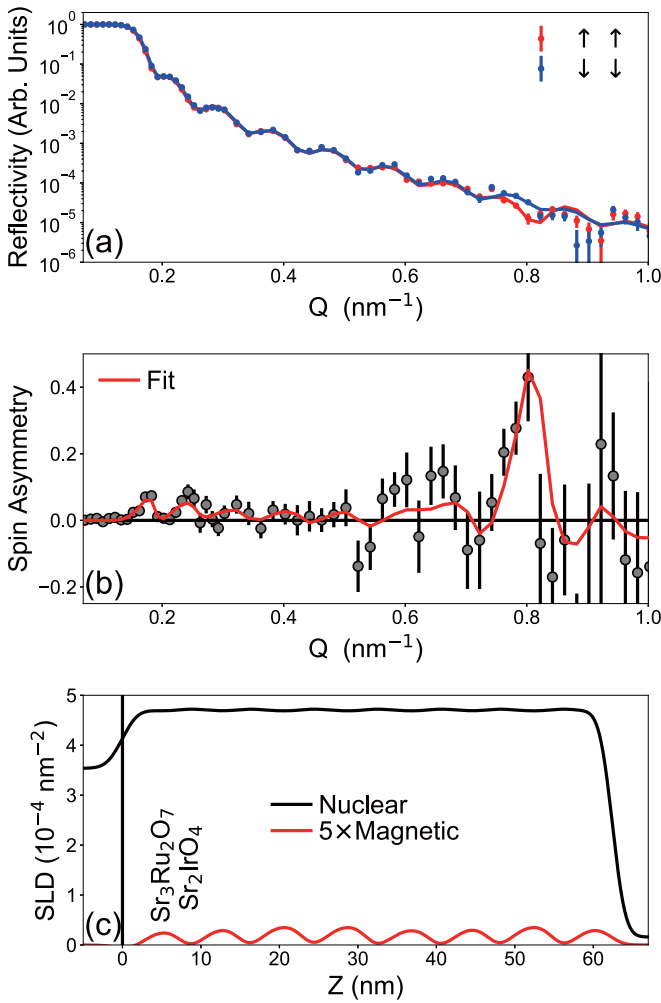 Reflectivity (Arb. Units)
10⁰
10⁻¹
10⁻²
10⁻³
10⁻⁴
10⁻⁵
10⁻⁶
↑ ↑
↓ ↓
(a)
0.2 0.4 0.6 0.8 1.0
Q (nm⁻¹)
Spin Asymmetry
0.4
0.2
0.0
−0.2
Fit
(b)
0.2 0.4 0.6 0.8 1.0
Q (nm⁻¹)
SLD (10⁻⁴ nm⁻²)
5
4
3
2
1
0
Sr₃Ru₂O₇
Sr₂IrO₄
Nuclear
5×Magnetic
(c)
0 10 20 30 40 50 60
Z (nm)